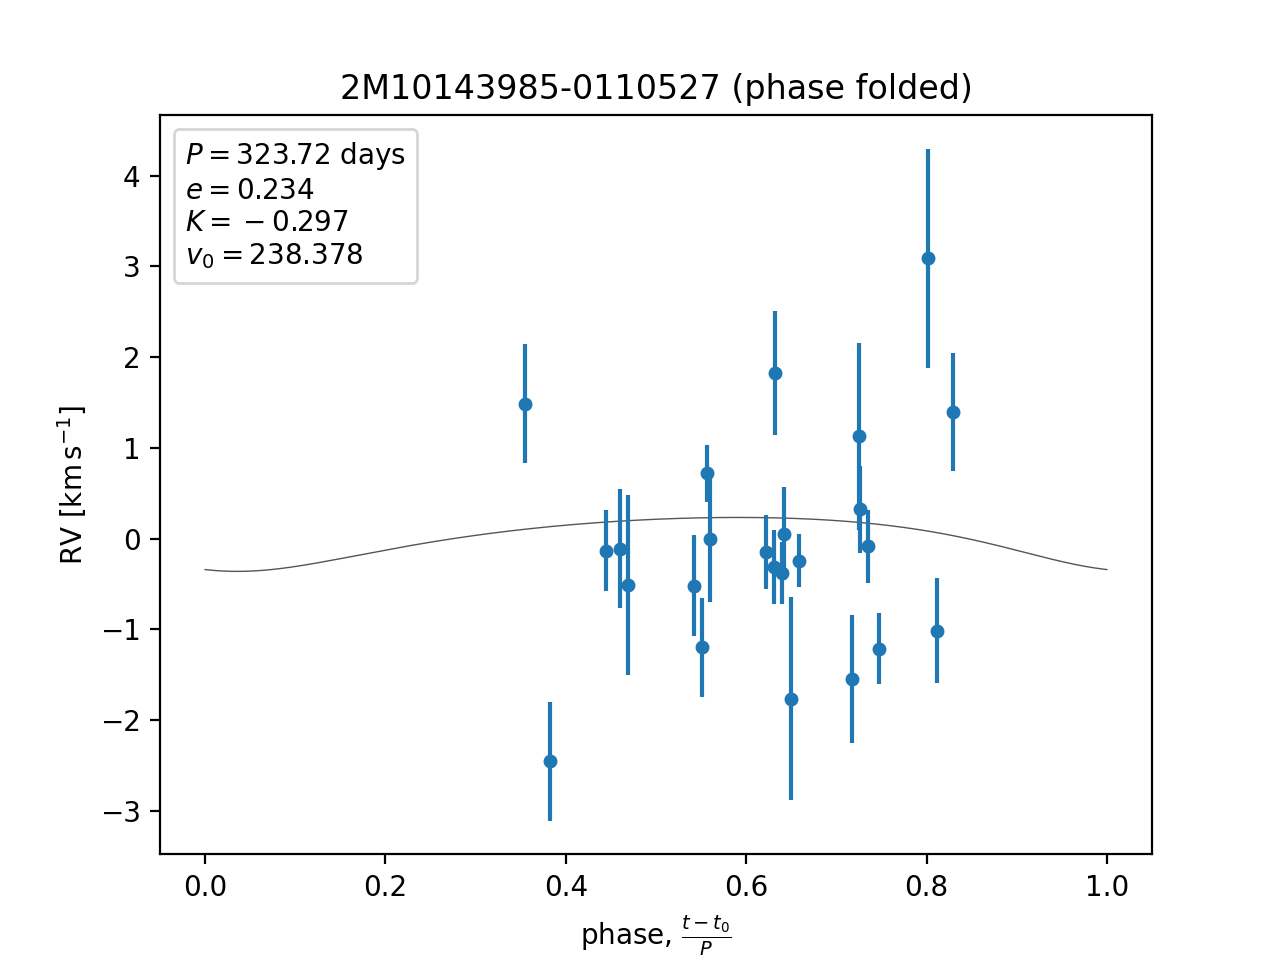 2M10143985-0110527 (phase folded)
P = 323.72 days
e = 0.234
K = −0.297
v₀ = 238.378
4
3
2
1
0
−1
−2
−3
RV [km s⁻¹]
0.0 0.2 0.4 0.6 0.8 1.0
phase, (t − t₀)/P